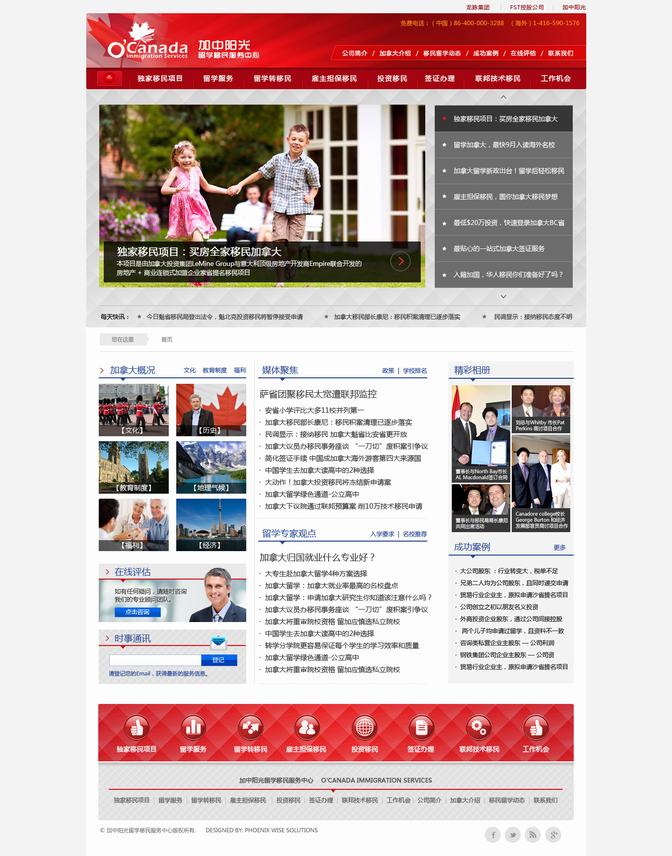 龙脉集团 | FST控股公司 | 加中阳光
免费电话：（中国）86-400-000-3288 （海外）1-416-590-1576
O'Canada
Immigration Services
加中阳光
留学移民服务中心
公司简介 / 加拿大介绍 / 移民留学动态 / 成功案例 / 在线评估 / 联系我们
独家移民项目 留学服务 留学转移民 雇主担保移民 投资移民 签证办理 联邦技术移民 工作机会
独家移民项目：买房全家移民加拿大
本项目是由加拿大投资集团LeMine Group与意大利顶级房地产开发商Empire联合开发的
房地产 + 商业连锁式加盟企业家省提名移民项目
独家移民项目：买房全家移民加拿大
留学加拿大，最快9月入读海外名校
加拿大留学新政出台！留学后轻松移民
雇主担保移民，圆你加拿大移民梦想
最低$20万投资，快速登录加拿大BC省
最贴心的一站式加拿大签证服务
入籍加国，华人移民你们准备好了吗？
每天快讯： 今日魁省移民局登出法令，魁北克投资移民将暂停接受申请 加拿大移民部长康尼：移民积案清理已逐步落实 民调显示：接纳移民态度不明
您在这里 首页
加拿大概况 文化 教育制度 福利
【文化】 【历史】
【教育制度】 【地理气候】
【福利】 【经济】
在线评估
如有任何疑问，请随时咨询
我们的专业顾问团队。
点击咨询
时事通讯
登记
请登记您的Email，获得最新的服务信息。
媒体聚焦 政策 | 学校排名
萨省团聚移民太宽遭联邦监控
安省小学评比大多11校并列第一
加拿大移民部长康尼：移民积案清理已逐步落实
民调显示：接纳移民 加拿大魁省比安省更开放
加拿大议员办移民事务座谈 “一刀切”废积案引争议
简化签证手续 中国成加拿大海外游客第四大来源国
中国学生去加拿大读高中的2种选择
大动作！加拿大投资移民将冻结新申请案
加拿大留学绿色通道-公立高中
加拿大下议院通过联邦预算案 削10万技术移民申请
留学专家观点 入学要求 | 名校推荐
加拿大归国就业什么专业好？
大专生赴加拿大留学4种方案选择
加拿大留学：加拿大就业率最高的名校盘点
加拿大留学：申请加拿大研究生你知道该注意什么吗？
加拿大议员办移民事务座谈 “一刀切”废积案引争议
加拿大将重审院校资格 留加应慎选私立院校
中国学生去加拿大读高中的2种选择
转学分学院更容易保证每个学生的学习效率和质量
加拿大留学绿色通道-公立高中
加拿大将重审院校资格 留加应慎选私立院校
精彩相册
刘总与Whitby 市长Pat
Perkins 商讨项目合作
董事长与North Bay市长
AL Macdonald签订合同
董事长与移民局局长康尼
共同出席活动
Canadore college校长
George Burton 和经济
发展部官员商讨项目合作
成功案例 更多
大公司股东 ：行业转变大，税单不足
兄弟二人均为公司股东，且同时递交申请
贸易行业企业主，原拟申请沙省提名项目
公司创立之初以朋友名义投资
外商投资企业股东，通过公司间接控股
两个儿子均申请过留学，且资料不一致
咨询类私营企业主股东 — 公司利润
钢铁集团公司企业主股东 — 公司资
贸易行业企业主，原拟申请沙省提名项目
独家移民项目 留学服务 留学转移民 雇主担保移民 投资移民 签证办理 联邦技术移民 工作机会
加中阳光留学移民服务中心 O'CANADA IMMIGRATION SERVICES
独家移民项目 | 留学服务 | 留学转移民 | 雇主担保移民 | 投资移民 | 签证办理 | 联邦技术移民 | 工作机会 | 公司简介 | 加拿大介绍 | 移民留学动态 | 成功案例 | 联系我们
© 加中阳光留学移民服务中心版权所有. DESIGNED BY: PHOENIX WISE SOLUTIONS